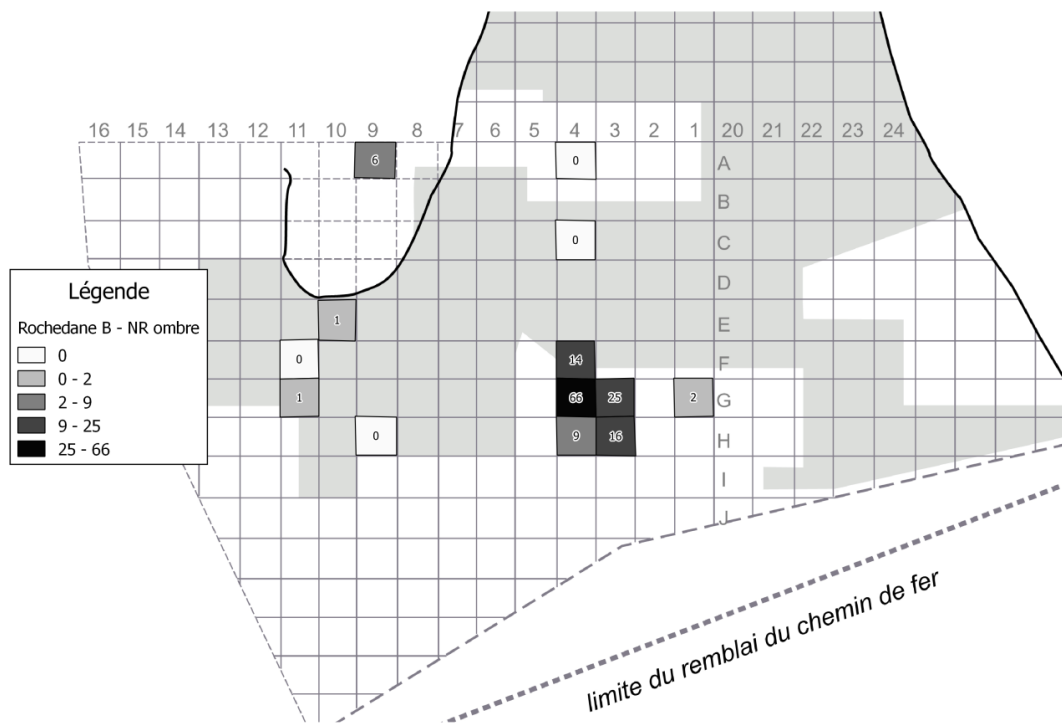 16 15 14 13 12 11 10 9 8 7 6 5 4 3 2 1 20 21 22 23 24
6 0 A
B
0 C
D
1 E
0 14 F
1 66 25 2 G
0 9 16 H
I
J
Légende
Rochedane B - NR ombre
0
0 - 2
2 - 9
9 - 25
25 - 66
limite du remblai du chemin de fer